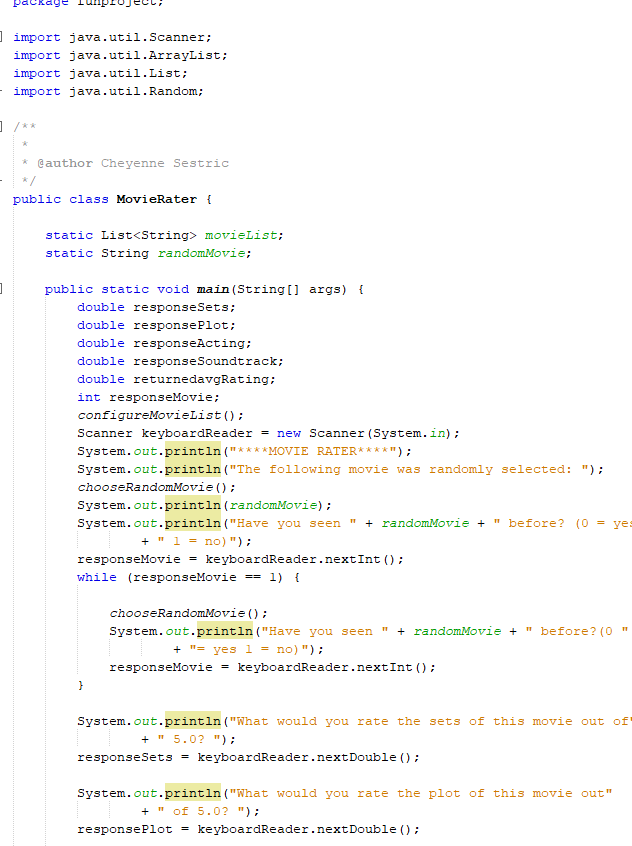 package funproject;
import java.util.Scanner;
import java.util.ArrayList;
import java.util.List;
import java.util.Random;
/**
*
* @author Cheyenne Sestric
*/
public class MovieRater {
static List<String> movieList;
static String randomMovie;
public static void main(String[] args) {
double responseSets;
double responsePlot;
double responseActing;
double responseSoundtrack;
double returnedavgRating;
int responseMovie;
configureMovieList();
Scanner keyboardReader = new Scanner(System.in);
System.out.println("****MOVIE RATER****");
System.out.println("The following movie was randomly selected: ");
chooseRandomMovie();
System.out.println(randomMovie);
System.out.println("Have you seen " + randomMovie + " before? (0 = yes
+ " 1 = no)");
responseMovie = keyboardReader.nextInt();
while (responseMovie == 1) {
chooseRandomMovie();
System.out.println("Have you seen " + randomMovie + " before?(0 "
+ "= yes 1 = no)");
responseMovie = keyboardReader.nextInt();
}
System.out.println("What would you rate the sets of this movie out of"
+ " 5.0? ");
responseSets = keyboardReader.nextDouble();
System.out.println("What would you rate the plot of this movie out"
+ " of 5.0? ");
responsePlot = keyboardReader.nextDouble();